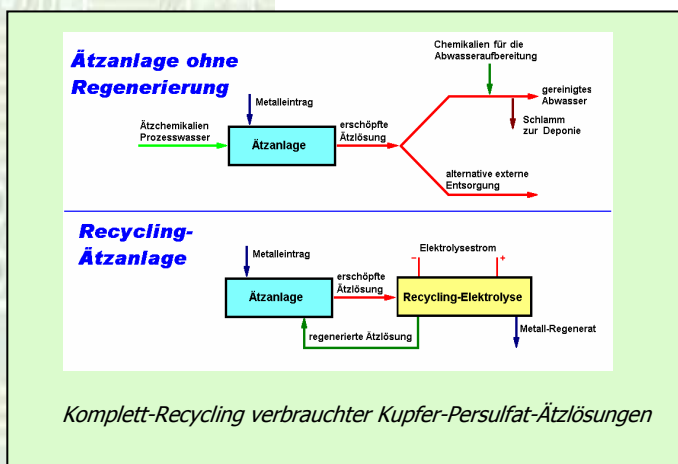 Ätzanlage ohne
Regenerierung
Chemikalien für die
Abwasseraufbereitung
Metalleintrag
gereinigtes
Abwasser
Ätzchemikalien
Prozesswasser
Ätzanlage
erschöpfte
Ätzlösung
Schlamm
zur Deponie
alternative externe
Entsorgung
Recycling-
Ätzanlage
Metalleintrag
Elektrolysestrom
- +
erschöpfte
Ätzlösung
Ätzanlage
Recycling-Elektrolyse
regenerierte Ätzlösung
Metall-Regenerat
Komplett-Recycling verbrauchter Kupfer-Persulfat-Ätzlösungen